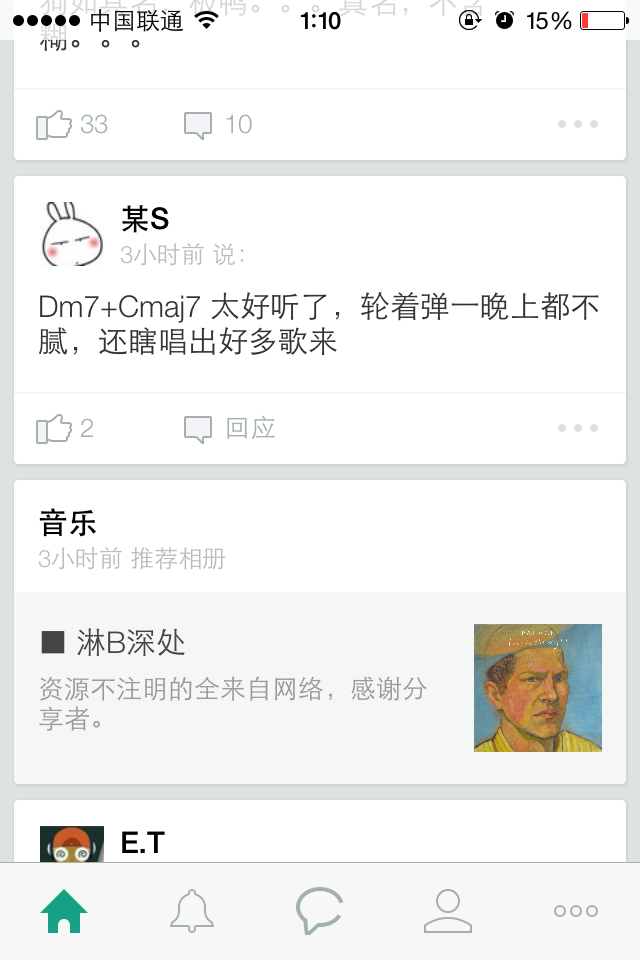 中国联通
1:10
15%
糊。。。
33
10
某S
3小时前 说:
Dm7+Cmaj7 太好听了，轮着弹一晚上都不
腻，还瞎唱出好多歌来
2
回应
音乐
3小时前 推荐相册
■ 淋B深处
资源不注明的全来自网络，感谢分
享者。
E.T